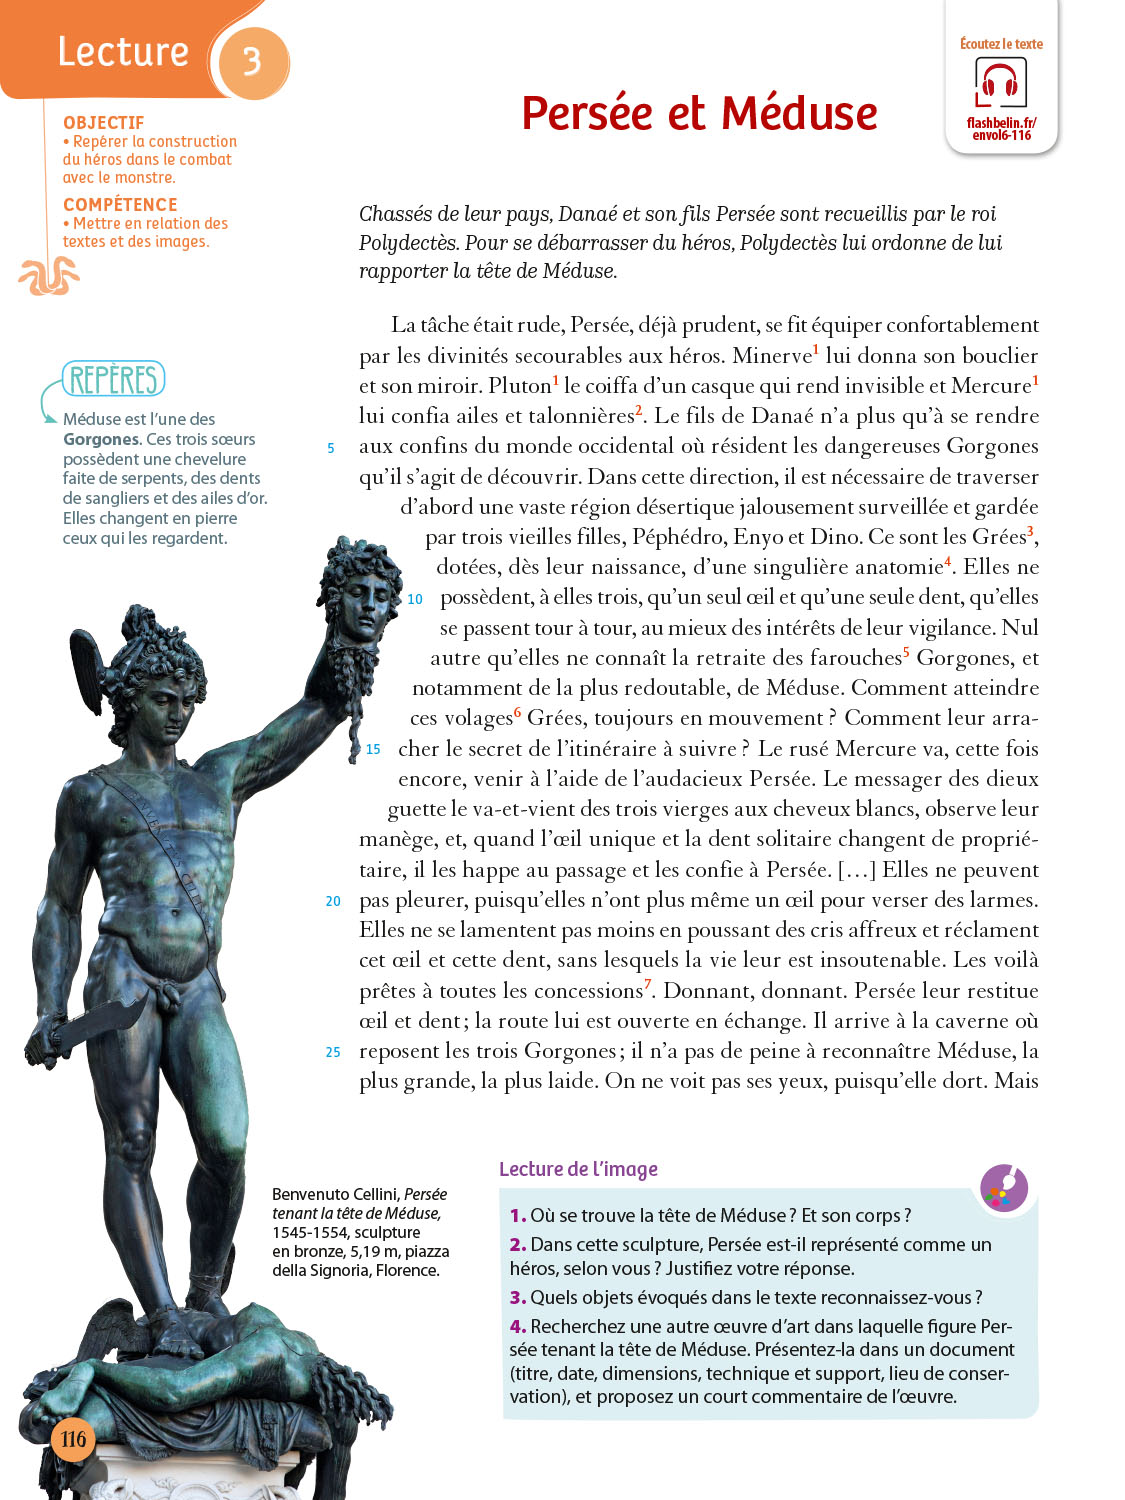 Lecture 3
Écoutez le texte
flashbelin.fr/
envol6-116
OBJECTIF
• Repérer la construction
du héros dans le combat
avec le monstre.
COMPÉTENCE
• Mettre en relation des
textes et des images.
Persée et Méduse
Chassés de leur pays, Danaé et son fils Persée sont recueillis par le roi
Polydectès. Pour se débarrasser du héros, Polydectès lui ordonne de lui
rapporter la tête de Méduse.
REPÈRES
Méduse est l'une des
Gorgones. Ces trois sœurs
possèdent une chevelure
faite de serpents, des dents
de sangliers et des ailes d'or.
Elles changent en pierre
ceux qui les regardent.
La tâche était rude, Persée, déjà prudent, se fit équiper confortablement
par les divinités secourables aux héros. Minerve1 lui donna son bouclier
et son miroir. Pluton1 le coiffa d'un casque qui rend invisible et Mercure1
lui confia ailes et talonnières2. Le fils de Danaé n'a plus qu'à se rendre
5 aux confins du monde occidental où résident les dangereuses Gorgones
qu'il s'agit de découvrir. Dans cette direction, il est nécessaire de traverser
d'abord une vaste région désertique jalousement surveillée et gardée
par trois vieilles filles, Péphédro, Enyo et Dino. Ce sont les Grées3,
dotées, dès leur naissance, d'une singulière anatomie4. Elles ne
10 possèdent, à elles trois, qu'un seul œil et qu'une seule dent, qu'elles
se passent tour à tour, au mieux des intérêts de leur vigilance. Nul
autre qu'elles ne connaît la retraite des farouches5 Gorgones, et
notamment de la plus redoutable, de Méduse. Comment atteindre
ces volages6 Grées, toujours en mouvement ? Comment leur arra-
15 cher le secret de l'itinéraire à suivre ? Le rusé Mercure va, cette fois
encore, venir à l'aide de l'audacieux Persée. Le messager des dieux
guette le va-et-vient des trois vierges aux cheveux blancs, observe leur
manège, et, quand l'œil unique et la dent solitaire changent de proprié-
taire, il les happe au passage et les confie à Persée. […] Elles ne peuvent
20 pas pleurer, puisqu'elles n'ont plus même un œil pour verser des larmes.
Elles ne se lamentent pas moins en poussant des cris affreux et réclament
cet œil et cette dent, sans lesquels la vie leur est insoutenable. Les voilà
prêtes à toutes les concessions7. Donnant, donnant. Persée leur restitue
œil et dent ; la route lui est ouverte en échange. Il arrive à la caverne où
25 reposent les trois Gorgones ; il n'a pas de peine à reconnaître Méduse, la
plus grande, la plus laide. On ne voit pas ses yeux, puisqu'elle dort. Mais
Benvenuto Cellini, Persée
tenant la tête de Méduse,
1545-1554, sculpture
en bronze, 5,19 m, piazza
della Signoria, Florence.
Lecture de l'image
1. Où se trouve la tête de Méduse ? Et son corps ?
2. Dans cette sculpture, Persée est-il représenté comme un
héros, selon vous ? Justifiez votre réponse.
3. Quels objets évoqués dans le texte reconnaissez-vous ?
4. Recherchez une autre œuvre d'art dans laquelle figure Per-
sée tenant la tête de Méduse. Présentez-la dans un document
(titre, date, dimensions, technique et support, lieu de conser-
vation), et proposez un court commentaire de l'œuvre.
116